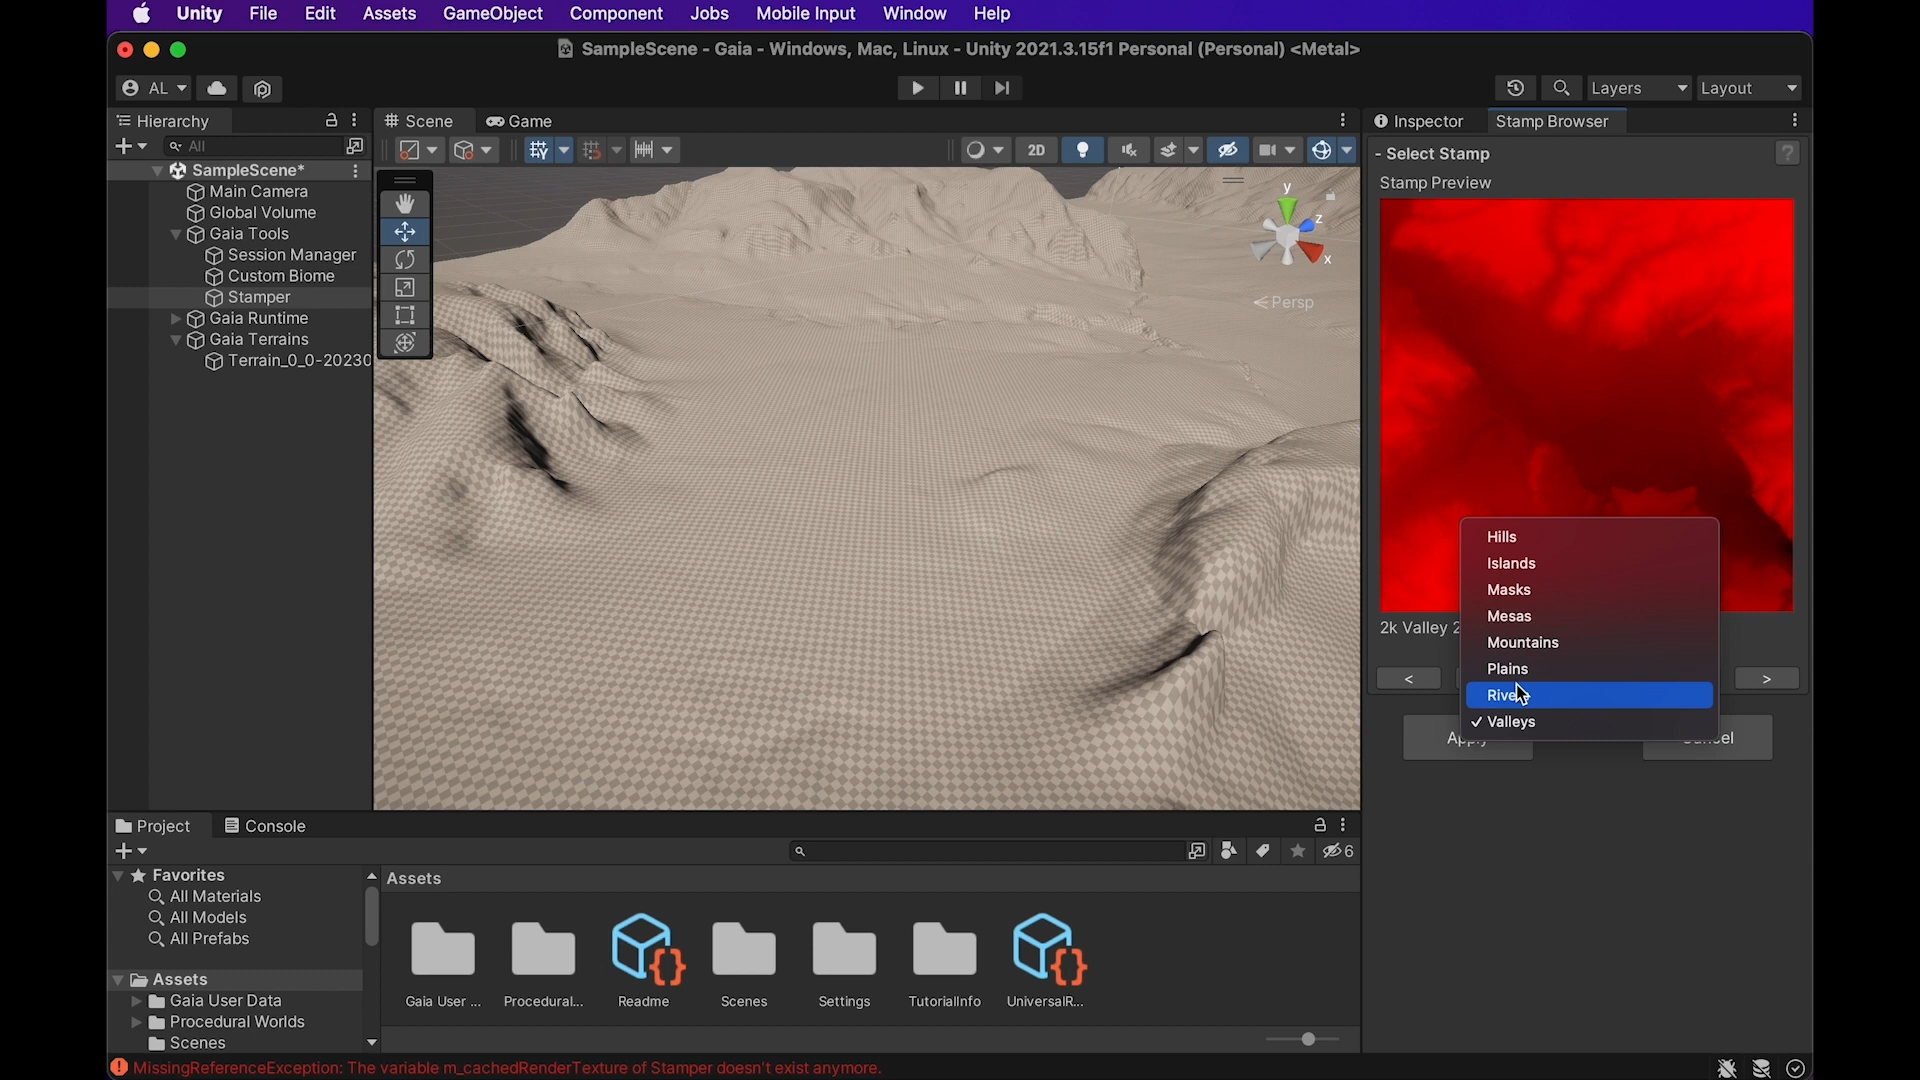 Unity File Edit Assets GameObject Component Jobs Mobile Input Window Help
SampleScene - Gaia - Windows, Mac, Linux - Unity 2021.3.15f1 Personal (Personal) <Metal>
AL
Layers
Layout
Hierarchy
Scene
Game
Inspector
Stamp Browser
All
2D
SampleScene*
Main Camera
Global Volume
Gaia Tools
Session Manager
Custom Biome
Stamper
Gaia Runtime
Gaia Terrains
Terrain_0_0-20230
y
z
x
Persp
- Select Stamp
?
Stamp Preview
Hills
Islands
Masks
Mesas
Mountains
Plains
Valleys
2k Valley 2
<
>
Project
Console
6
Favorites
All Materials
All Models
All Prefabs
Assets
Gaia User Data
Procedural Worlds
Scenes
Assets
Gaia User ...
Procedural...
Readme
Scenes
Settings
TutorialInfo
UniversalR...
MissingReferenceException: The variable m_cachedRenderTexture of Stamper doesn't exist anymore.